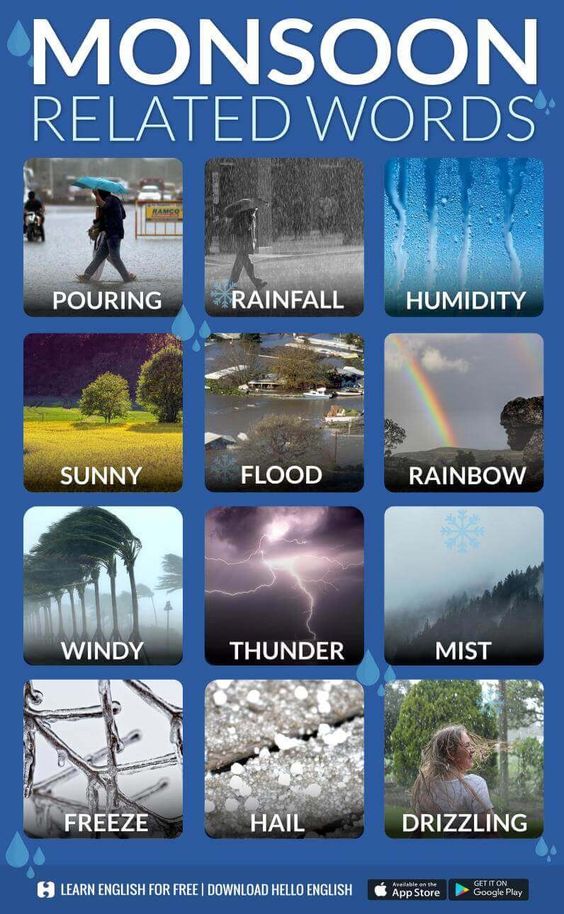 MONSOON
RELATED WORDS
RAMCO
POURING
RAINFALL
HUMIDITY
SUNNY
FLOOD
RAINBOW
WINDY
THUNDER
MIST
FREEZE
HAIL
DRIZZLING
LEARN ENGLISH FOR FREE | DOWNLOAD HELLO ENGLISH
Available on the
App Store
GET IT ON
Google Play